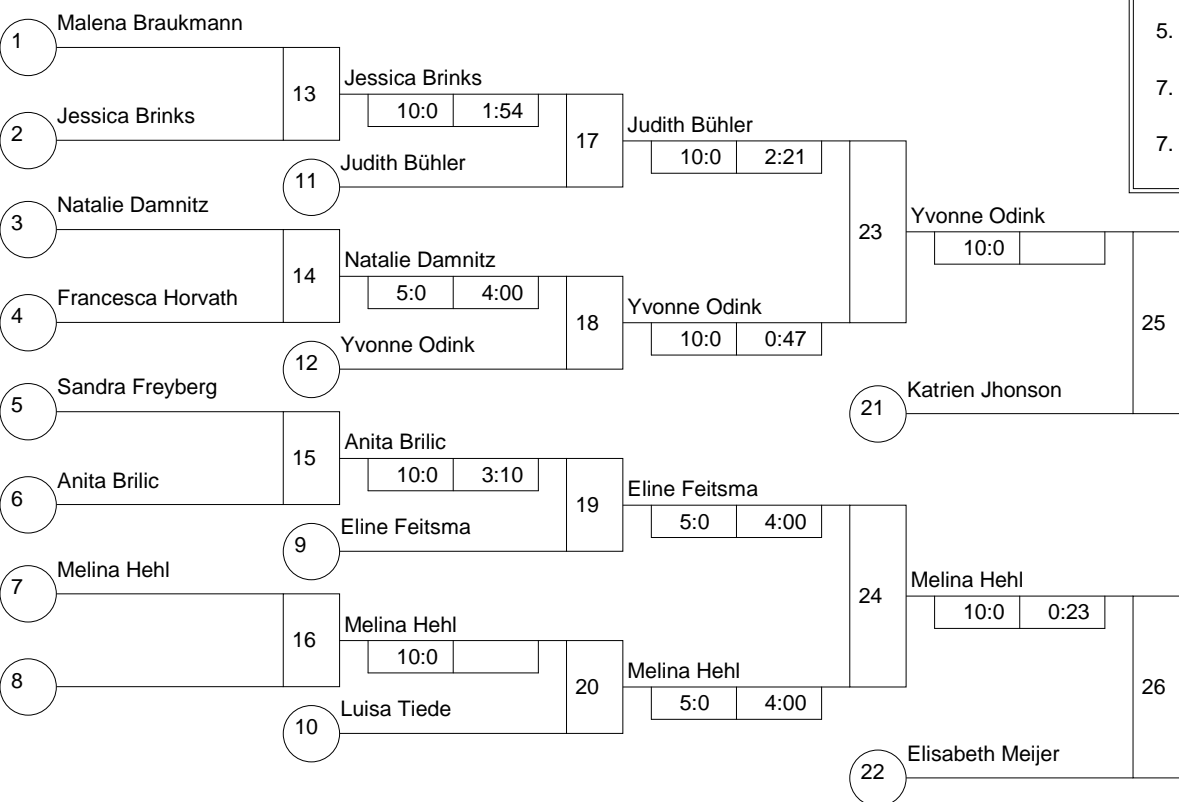 Malena Braukmann
5.
1
Jessica Brinks
13
10:0 1:54
7.
Jessica Brinks
2
17
Judith Bühler
10:0 2:21
7.
Judith Bühler
11
Natalie Damnitz
3
Yvonne Odink
23
10:0
14
Natalie Damnitz
5:0 4:00
Francesca Horvath
4
18
Yvonne Odink
10:0 0:47
25
Yvonne Odink
12
Sandra Freyberg
5
Katrien Jhonson
21
15
Anita Brilic
10:0 3:10
Anita Brilic
6
19
Eline Feitsma
5:0 4:00
Eline Feitsma
9
Melina Hehl
7
24
Melina Hehl
10:0 0:23
16
Melina Hehl
10:0
8
20
Melina Hehl
5:0 4:00
26
Luisa Tiede
10
Elisabeth Meijer
22